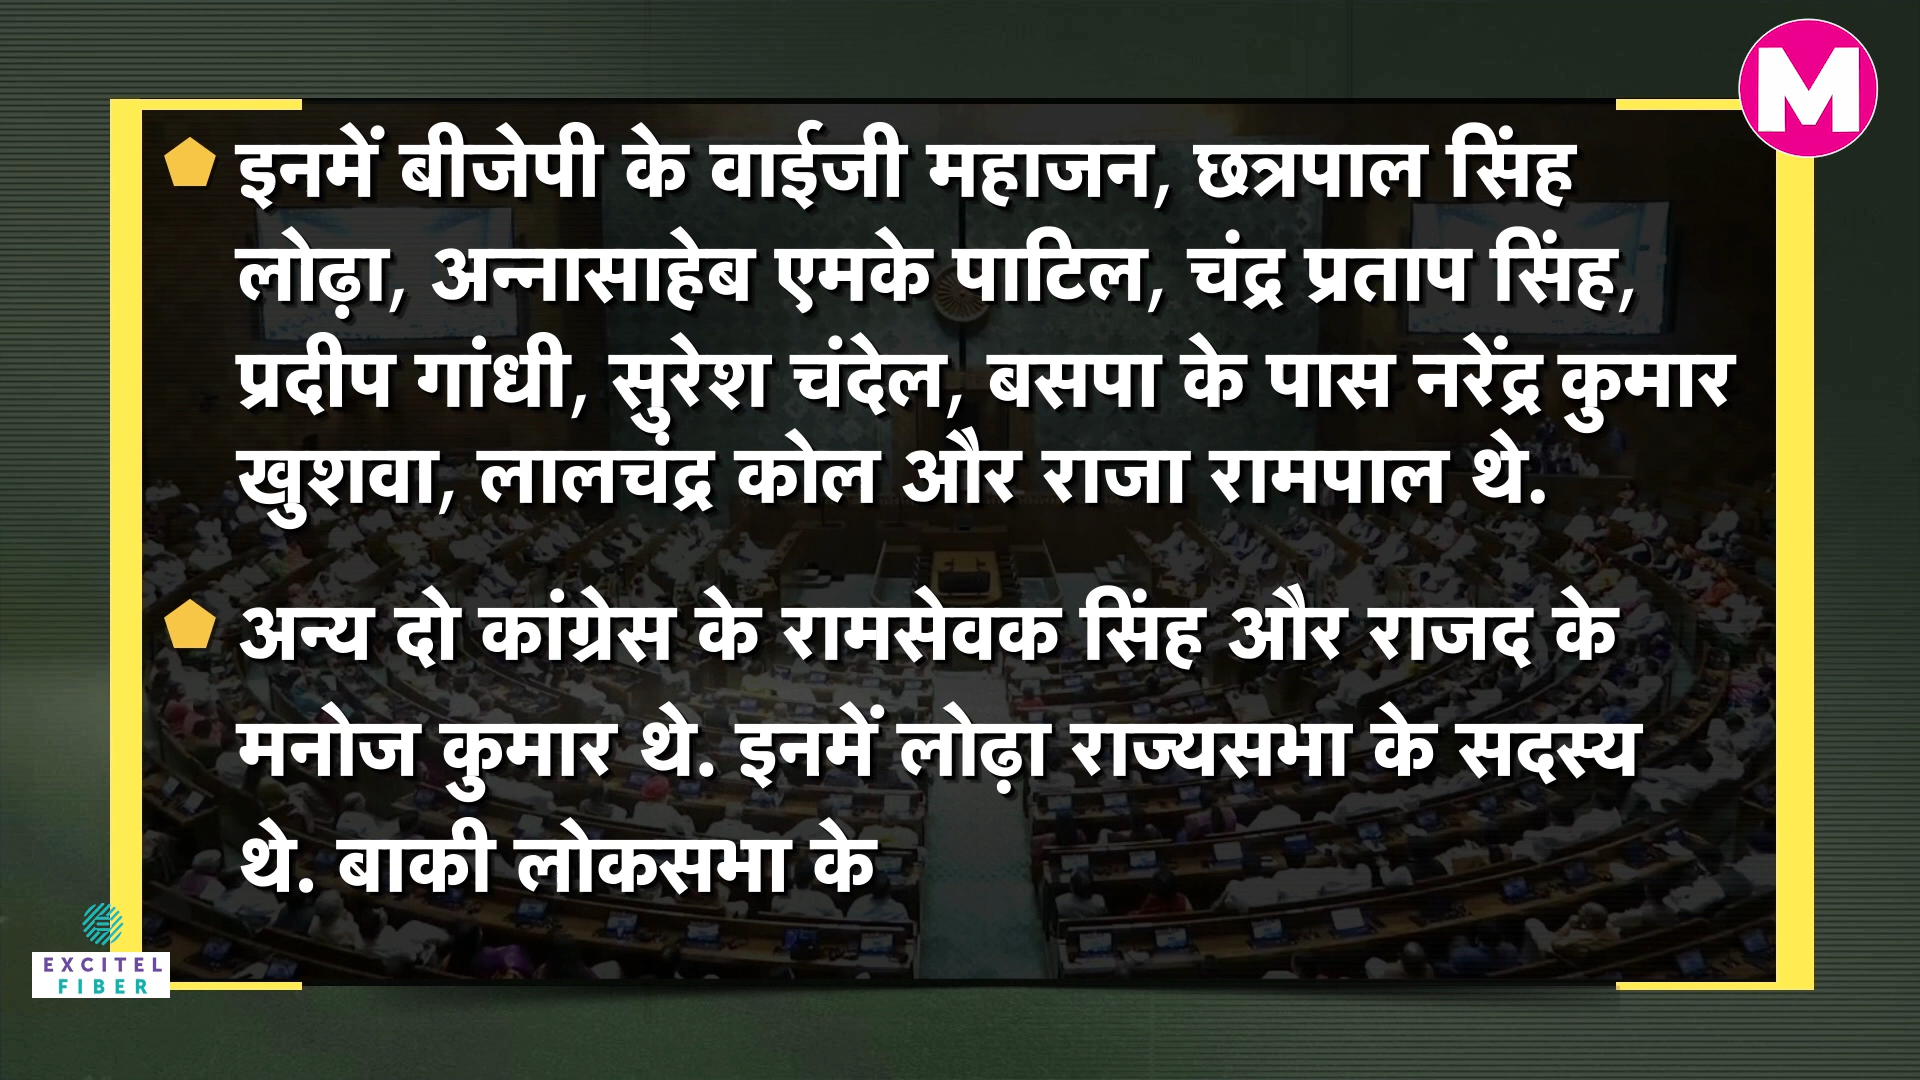 M
इनमें बीजेपी के वाईजी महाजन, छत्रपाल सिंह
लोढ़ा, अन्नासाहेब एमके पाटिल, चंद्र प्रताप सिंह,
प्रदीप गांधी, सुरेश चंदेल, बसपा के पास नरेंद्र कुमार
खुशवा, लालचंद्र कोल और राजा रामपाल थे.
अन्य दो कांग्रेस के रामसेवक सिंह और राजद के
मनोज कुमार थे. इनमें लोढ़ा राज्यसभा के सदस्य
थे. बाकी लोकसभा के
EXCITEL
FIBER